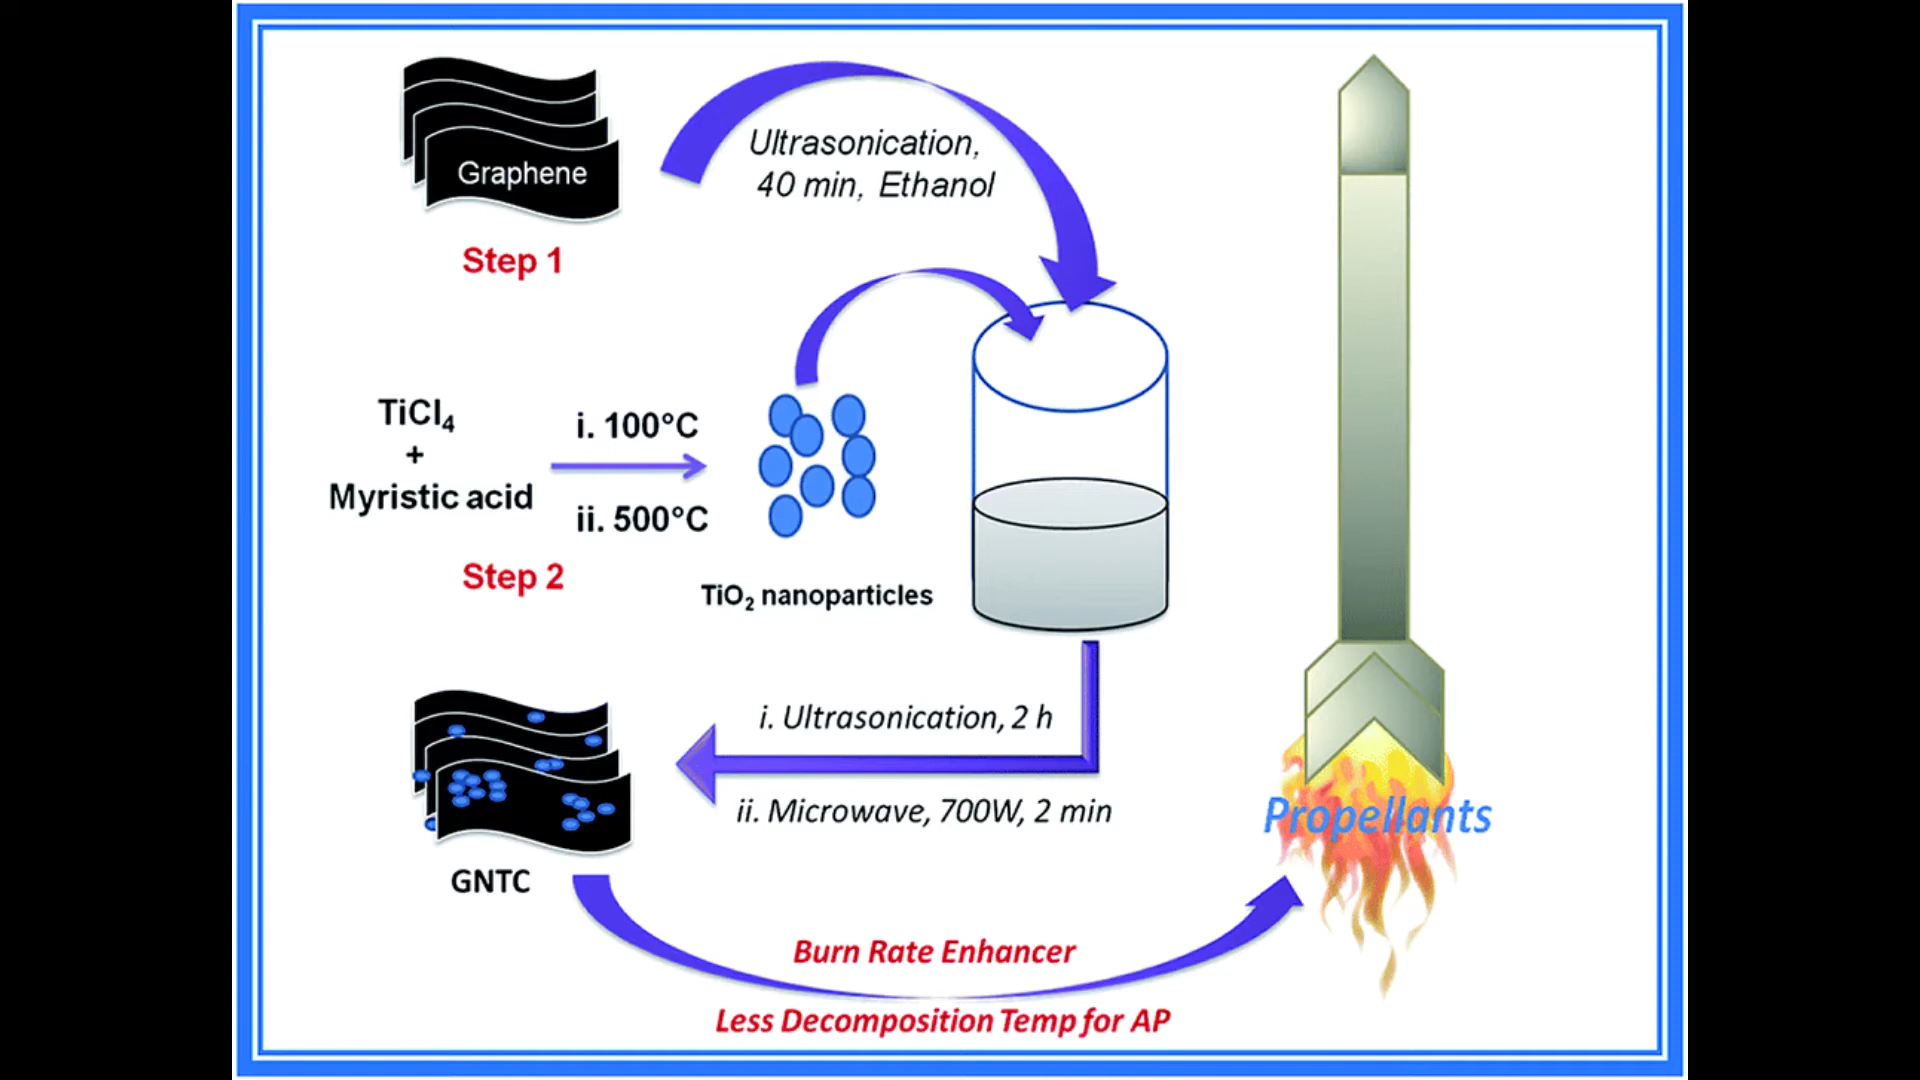 Graphene
Ultrasonication,
40 min, Ethanol
Step 1
TiCl₄
+
Myristic acid
i. 100°C
ii. 500°C
Step 2
TiO₂ nanoparticles
i. Ultrasonication, 2 h
ii. Microwave, 700W, 2 min
GNTC
Propellants
Burn Rate Enhancer
Less Decomposition Temp for AP